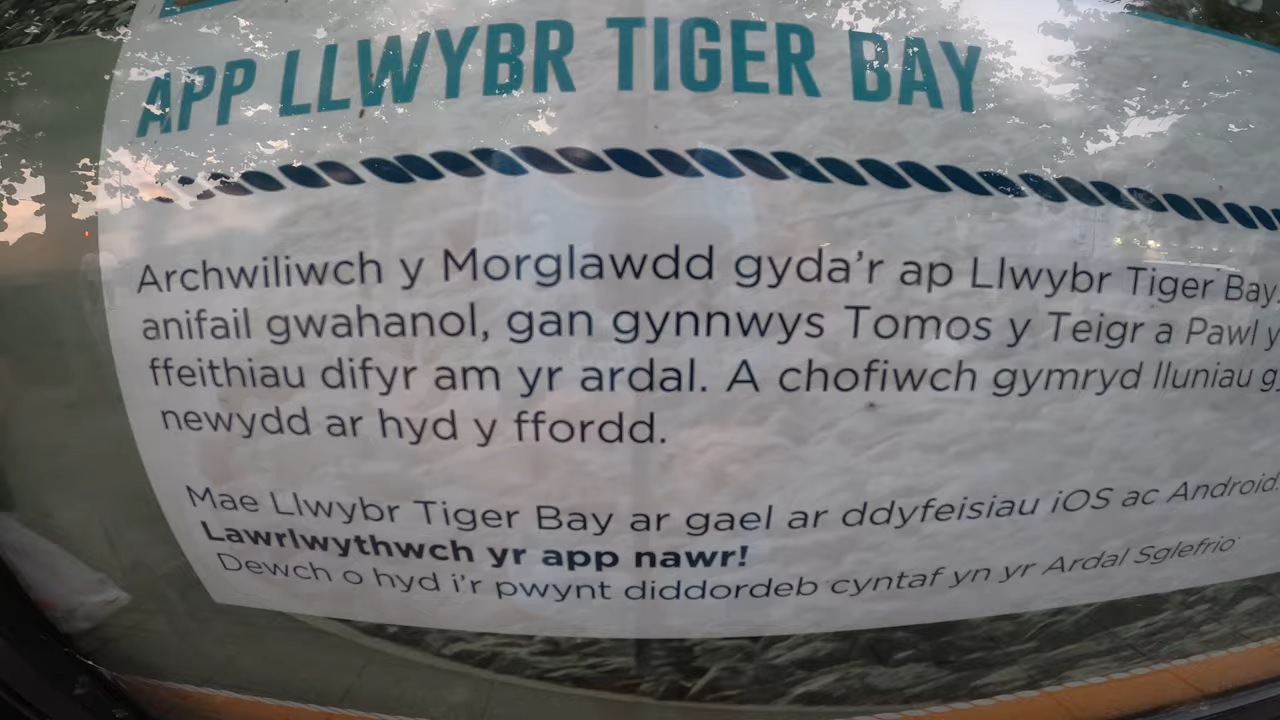 APP LLWYBR TIGER BAY
Archwiliwch y Morglawdd gyda'r ap Llwybr Tiger Bay
anifail gwahanol, gan gynnwys Tomos y Teigr a Pawl y
ffeithiau difyr am yr ardal. A chofiwch gymryd lluniau
newydd ar hyd y ffordd.
Mae Llwybr Tiger Bay ar gael ar ddyfeisiau iOS ac Android.
Lawrlwythwch yr app nawr!
Dewch o hyd i'r pwynt diddordeb cyntaf yn yr Ardal Sglefrio